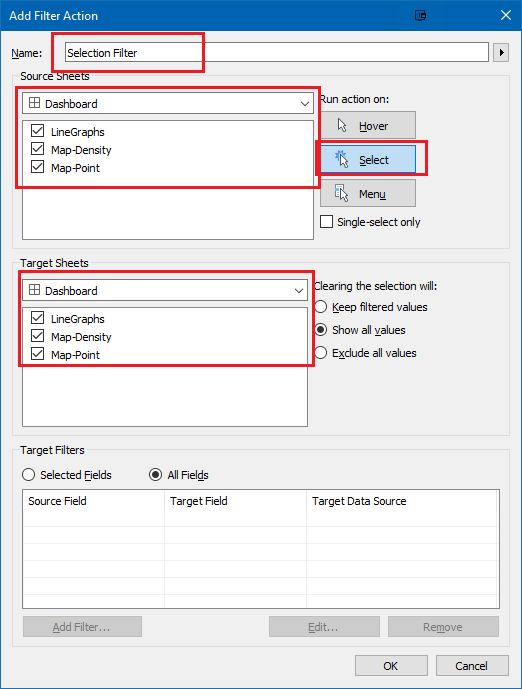 Add Filter Action
Name: Selection Filter
Source Sheets
Dashboard
Run action on:
LineGraphs
Map-Density
Map-Point
Hover
Select
Menu
Single-select only
Target Sheets
Dashboard
Clearing the selection will:
LineGraphs
Map-Density
Map-Point
Keep filtered values
Show all values
Exclude all values
Target Filters
Selected Fields All Fields
Source Field Target Field Target Data Source
Add Filter... Edit... Remove
OK Cancel